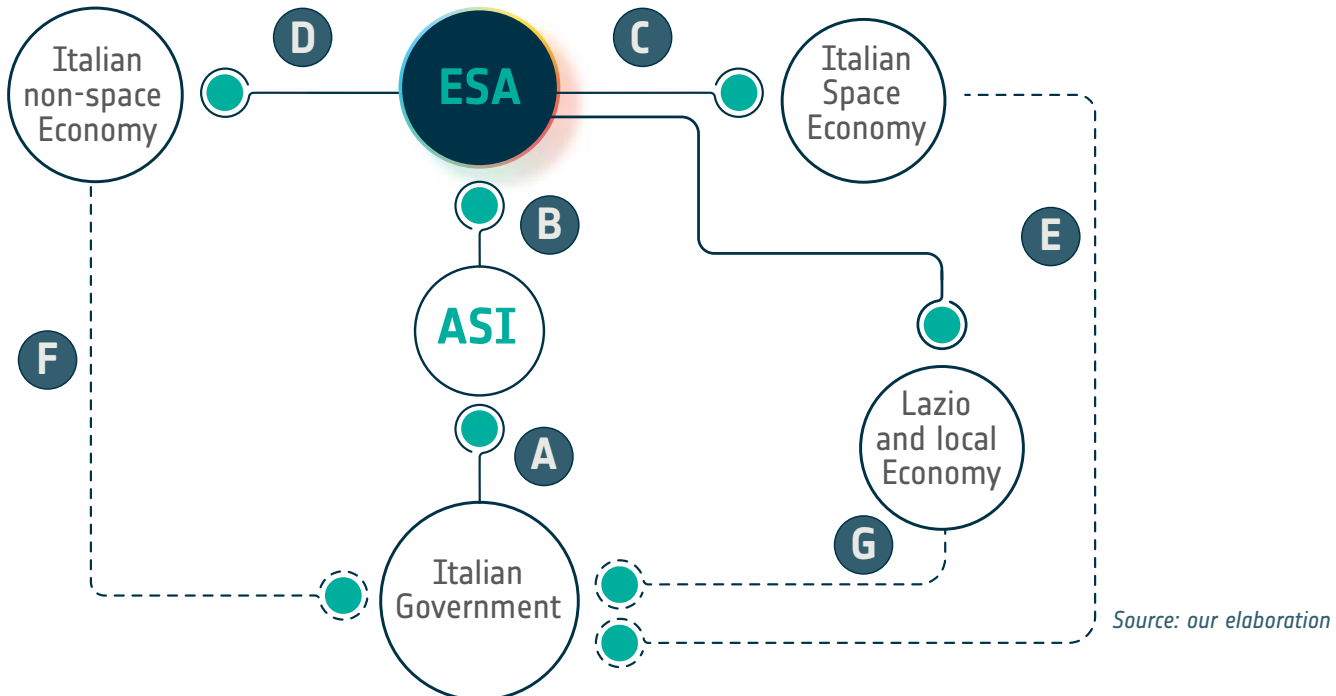 D
C
Italian
non-space
Economy
ESA
Italian
Space
Economy
B
E
ASI
F
A
Lazio
and local
Economy
G
Italian
Government
Source: our elaboration